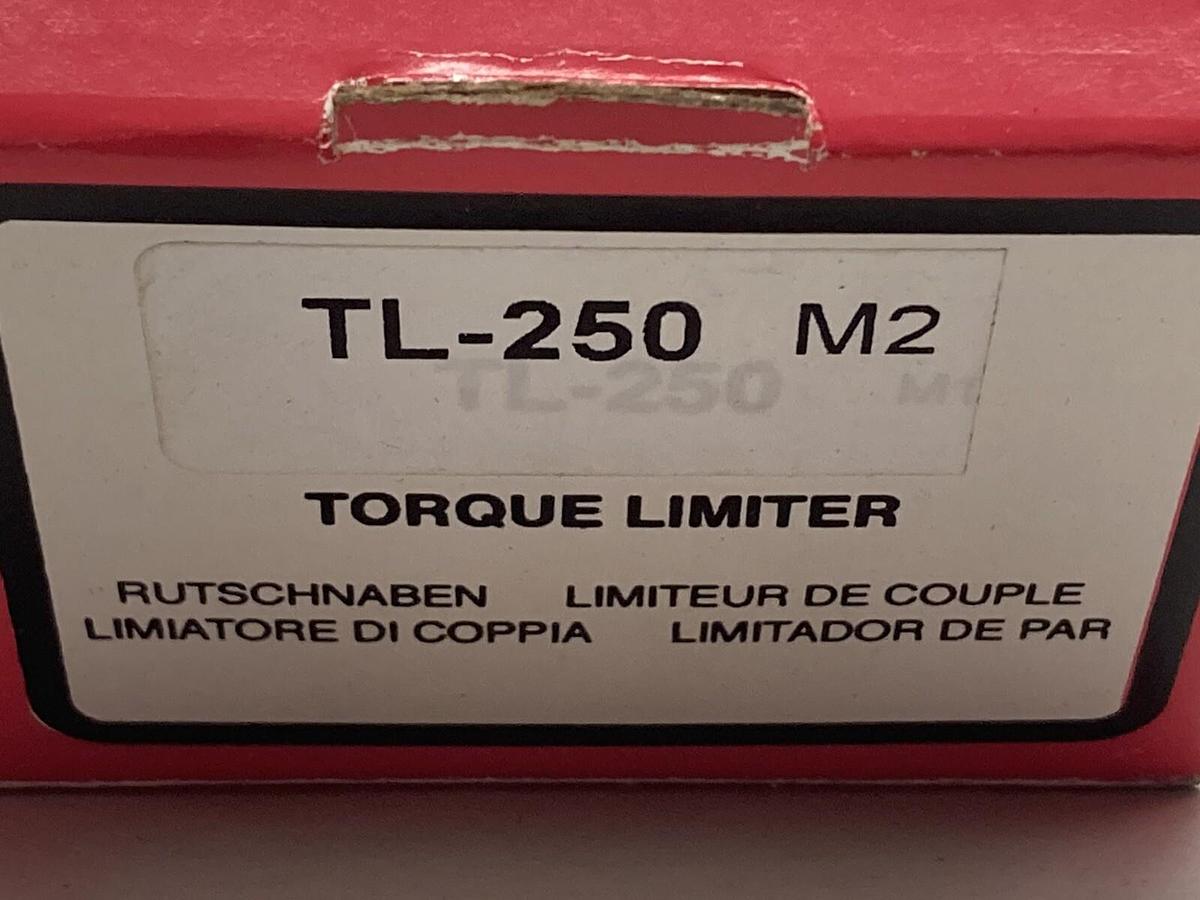 TL-250 M2
TL-250
TORQUE LIMITER
RUTSCHNABEN LIMITEUR DE COUPLE
LIMIATORE DI COPPIA LIMITADOR DE PAR